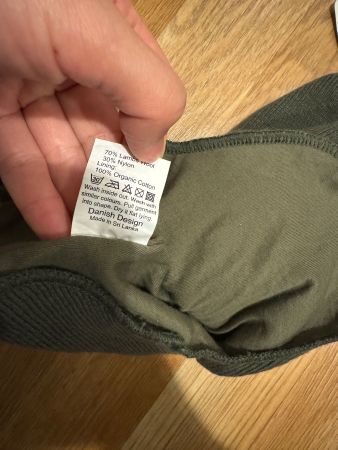 70% Lambs Wool
30% Nylon
Lining:
100% Organic Cotton
Wash inside out. Wash with
similar colours. Pull garment
into shape. Dry it flat lying.
Danish Design
Made in Sri Lanka